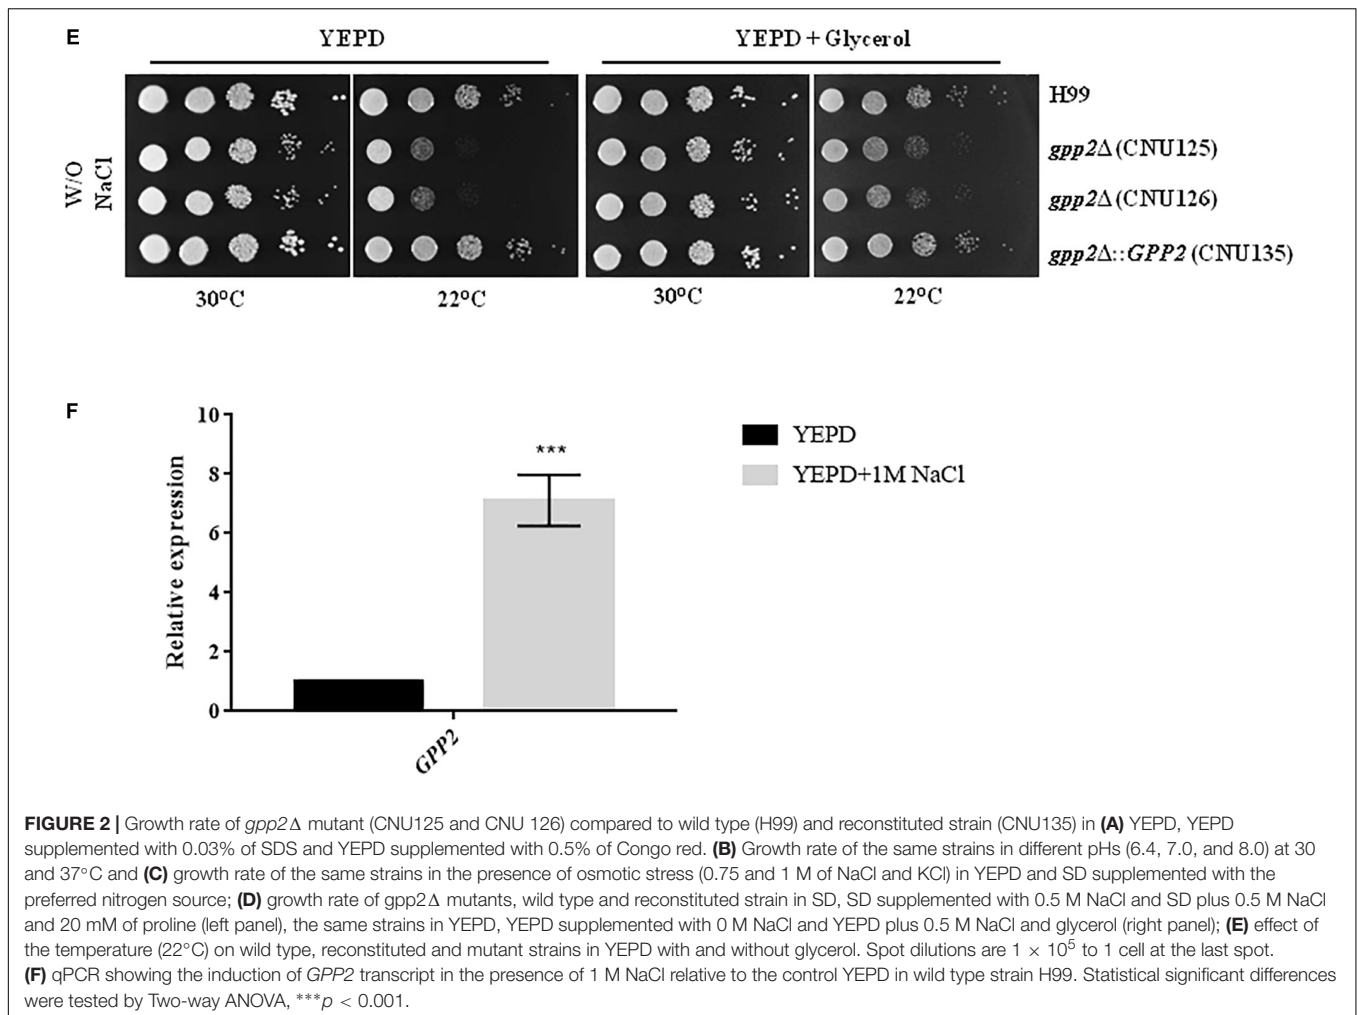 E
YEPD
YEPD + Glycerol
W/O
NaCl
H99
gpp2Δ (CNU125)
gpp2Δ (CNU126)
gpp2Δ::GPP2 (CNU135)
30°C
22°C
30°C
22°C
F
Relative expression
10
8
6
4
2
0
***
GPP2
YEPD
YEPD+1M NaCl
FIGURE 2 | Growth rate of gpp2Δ mutant (CNU125 and CNU 126) compared to wild type (H99) and reconstituted strain (CNU135) in (A) YEPD, YEPD
supplemented with 0.03% of SDS and YEPD supplemented with 0.5% of Congo red. (B) Growth rate of the same strains in different pHs (6.4, 7.0, and 8.0) at 30
and 37°C and (C) growth rate of the same strains in the presence of osmotic stress (0.75 and 1 M of NaCl and KCl) in YEPD and SD supplemented with the
preferred nitrogen source; (D) growth rate of gpp2Δ mutants, wild type and reconstituted strain in SD, SD supplemented with 0.5 M NaCl and SD plus 0.5 M NaCl
and 20 mM of proline (left panel), the same strains in YEPD, YEPD supplemented with 0 M NaCl and YEPD plus 0.5 M NaCl and glycerol (right panel); (E) effect of
the temperature (22°C) on wild type, reconstituted and mutant strains in YEPD with and without glycerol. Spot dilutions are 1 × 10⁵ to 1 cell at the last spot.
(F) qPCR showing the induction of GPP2 transcript in the presence of 1 M NaCl relative to the control YEPD in wild type strain H99. Statistical significant differences
were tested by Two-way ANOVA, ***p < 0.001.